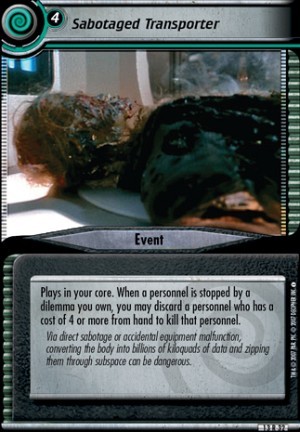 4 Sabotaged Transporter
Event
Plays in your core. When a personnel is stopped by a
dilemma you own, you may discard a personnel who has
a cost of 4 or more from hand to kill that personnel.
Via direct sabotage or accidental equipment malfunction,
converting the body into billions of kiloquads of data and zipping
them through subspace can be dangerous.